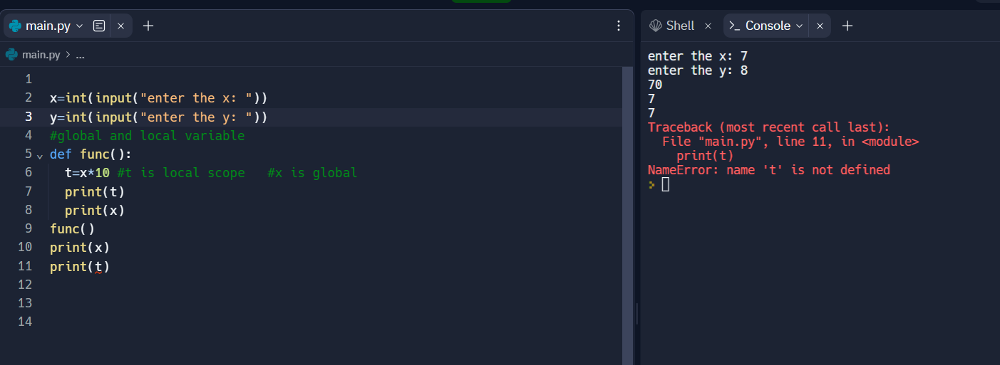 main.py
main.py > ...
1
2 x=int(input("enter the x: "))
3 y=int(input("enter the y: "))
4 #global and local variable
5 def func():
6 t=x*10 #t is local scope #x is global
7 print(t)
8 print(x)
9 func()
10 print(x)
11 print(t)
12
13
14
Shell
>_ Console
enter the x: 7
enter the y: 8
70
7
7
Traceback (most recent call last):
File "main.py", line 11, in <module>
print(t)
NameError: name 't' is not defined
>